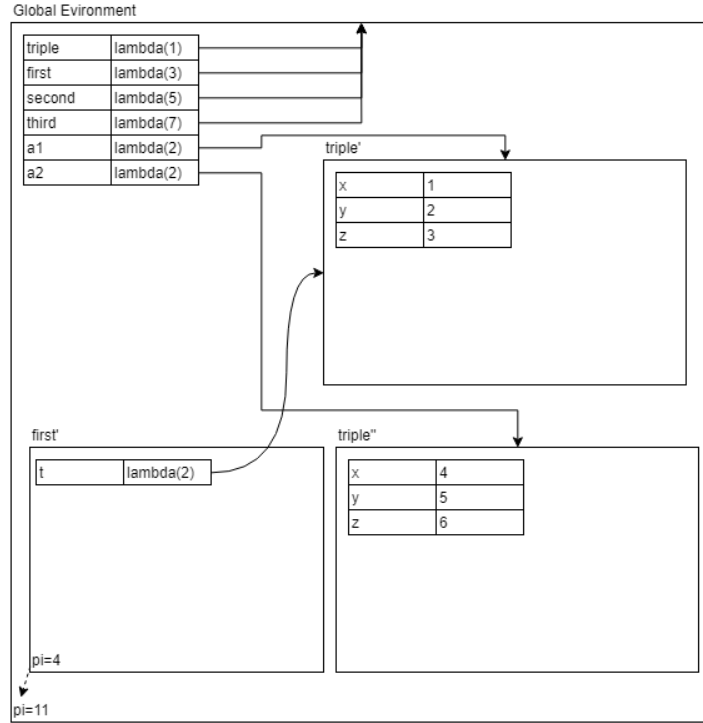 Global Evironment
triple lambda(1)
first lambda(3)
second lambda(5)
third lambda(7)
a1 lambda(2)
a2 lambda(2)
triple'
x 1
y 2
z 3
first'
t lambda(2)
pi=4
triple''
x 4
y 5
z 6
pi=11